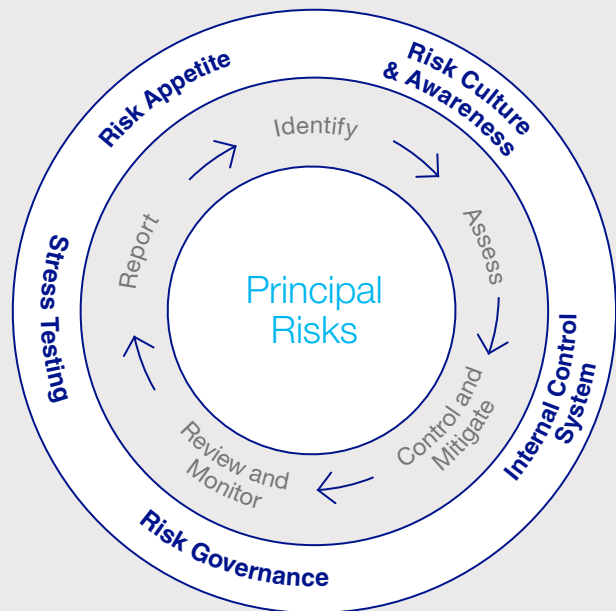 Risk Appetite
Risk Culture
& Awareness
Internal Control
System
Risk Governance
Stress Testing
Identify
Assess
Control and
Mitigate
Review and
Monitor
Report
Principal
Risks